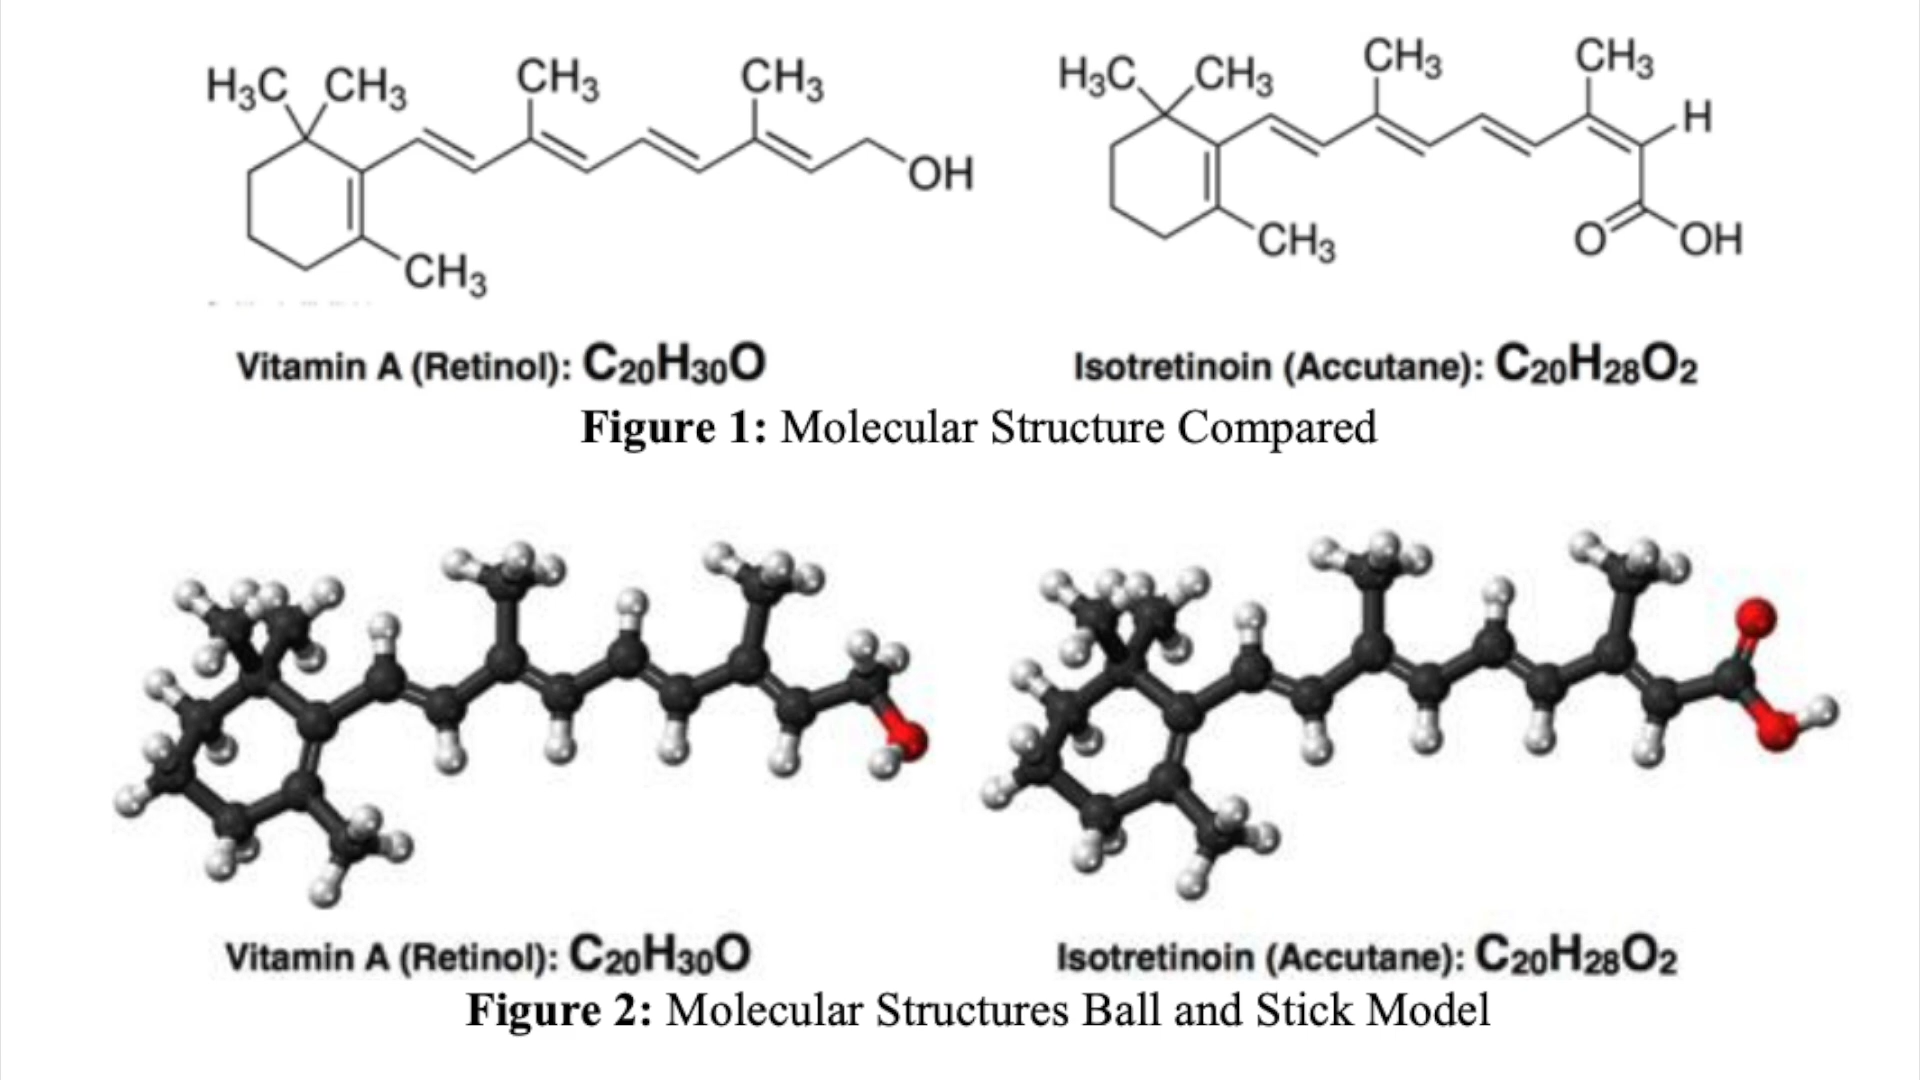 H₃C CH₃ CH₃ CH₃
OH
CH₃
H₃C CH₃ CH₃ CH₃
H
CH₃ O OH
Vitamin A (Retinol): C₂₀H₃₀O
Isotretinoin (Accutane): C₂₀H₂₈O₂
Figure 1: Molecular Structure Compared
Vitamin A (Retinol): C₂₀H₃₀O
Isotretinoin (Accutane): C₂₀H₂₈O₂
Figure 2: Molecular Structures Ball and Stick Model